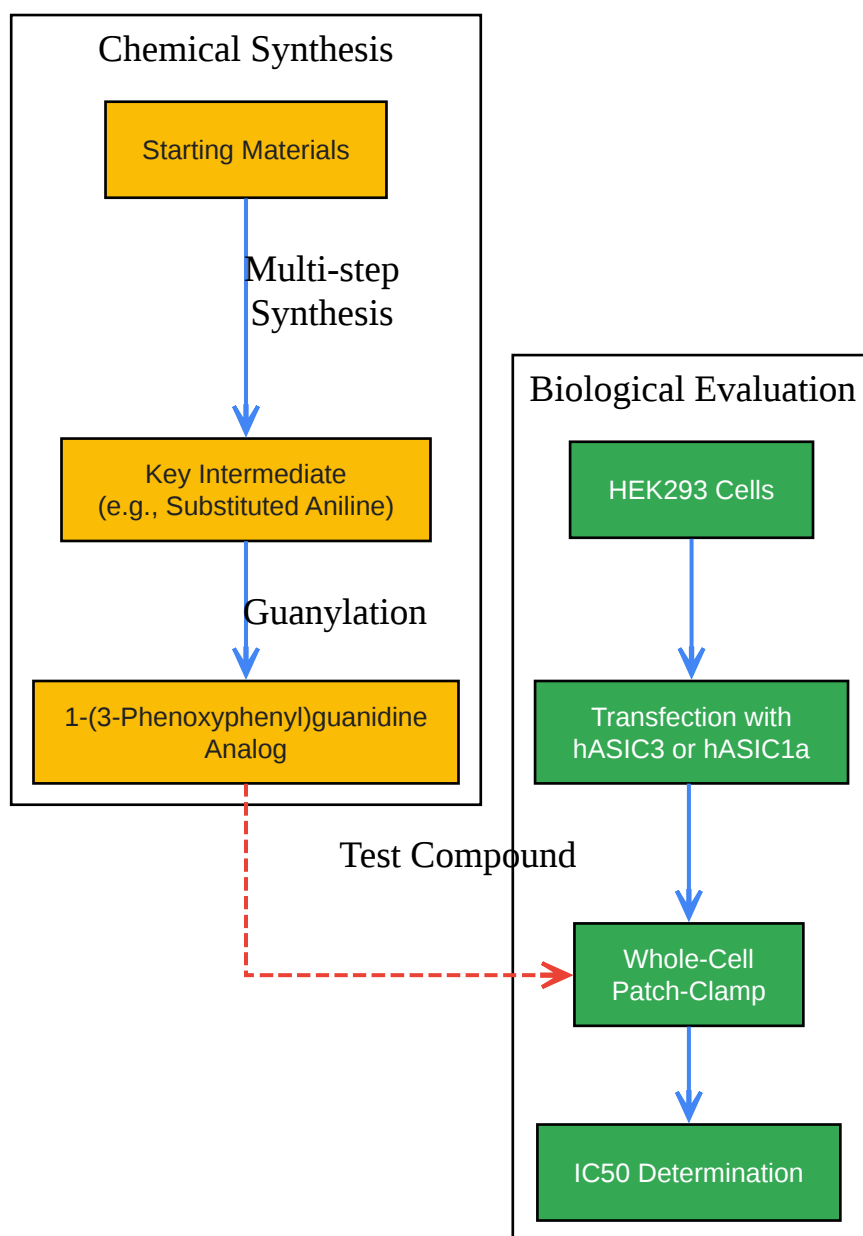 Chemical Synthesis
Starting Materials
Multi-step
Synthesis
Key Intermediate
(e.g., Substituted Aniline)
Guanylation
1-(3-Phenoxyphenyl)guanidine
Analog
Biological Evaluation
HEK293 Cells
Transfection with
hASIC3 or hASIC1a
Test Compound
Whole-Cell
Patch-Clamp
IC50 Determination